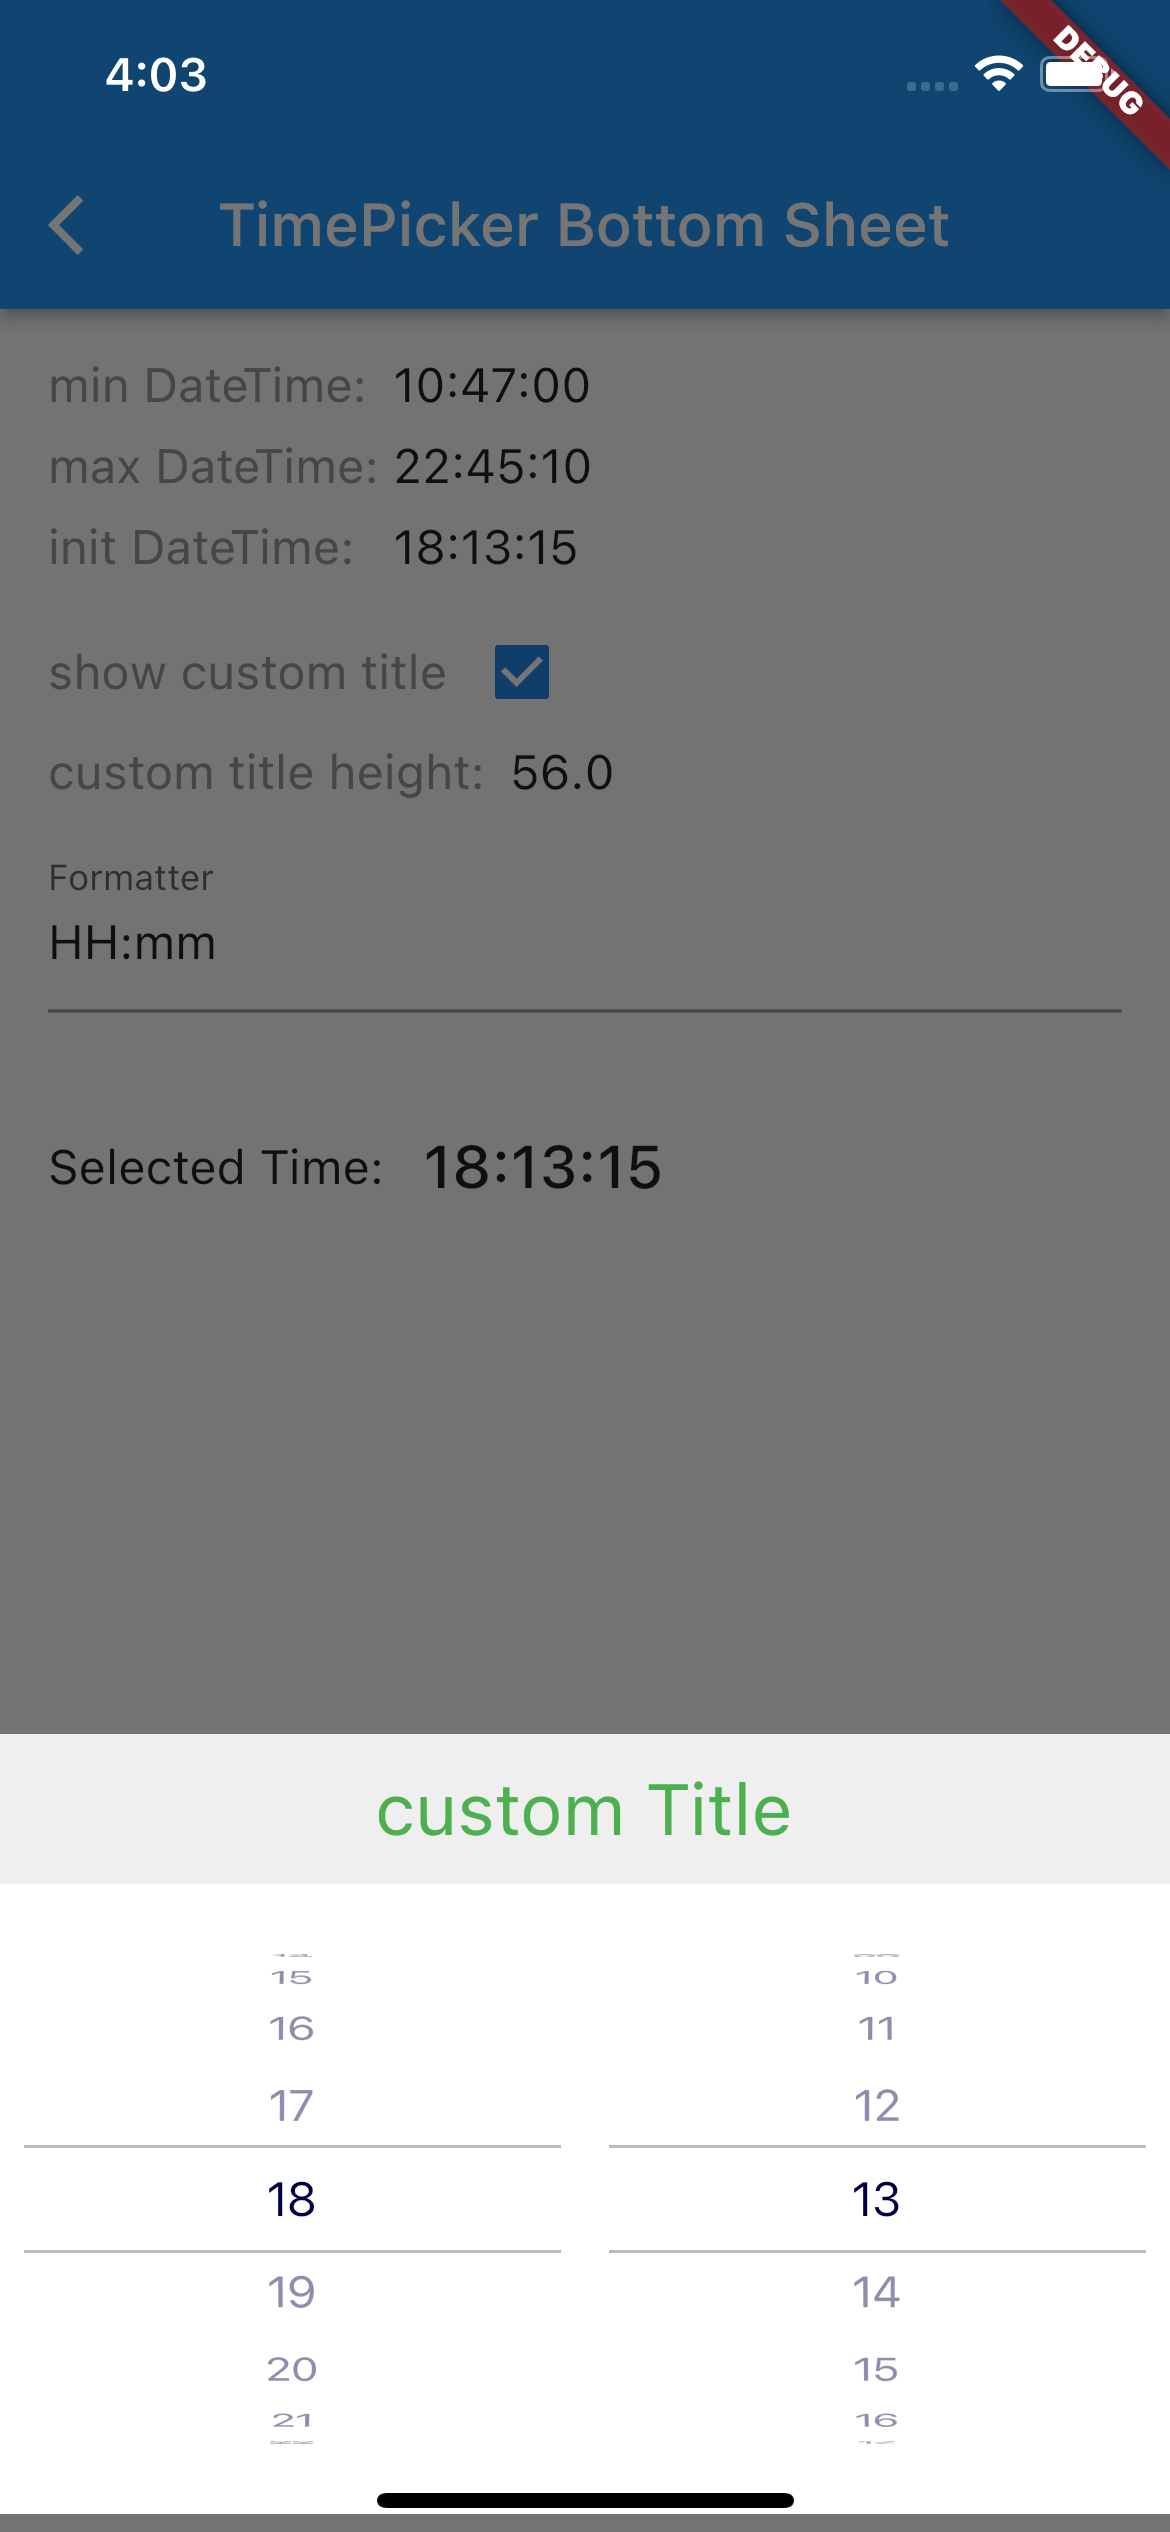 4:03
DEBUG
TimePicker Bottom Sheet
min DateTime: 10:47:00
max DateTime: 22:45:10
init DateTime: 18:13:15
show custom title
custom title height: 56.0
Formatter
HH:mm
Selected Time: 18:13:15
custom Title
15 10
16 11
17 12
18 13
19 14
20 15
21 16